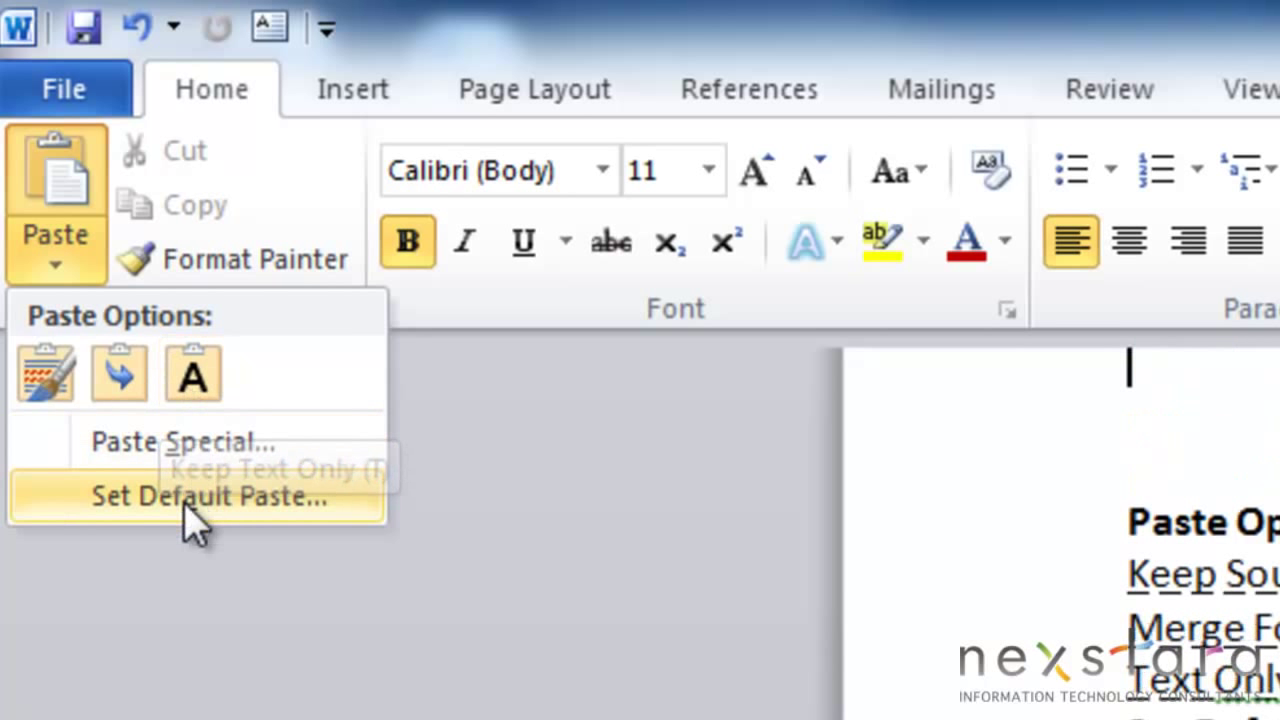 File Home Insert Page Layout References Mailings Review View
Cut
Copy
Paste
Format Painter
Calibri (Body) 11
Font
Paste Options:
Paste Special...
Keep Text Only (T)
Set Default Paste...
Paste Op
Keep Sou
Merge Fo
Text Only
nexstara
INFORMATION TECHNOLOGY CONSULTANTS